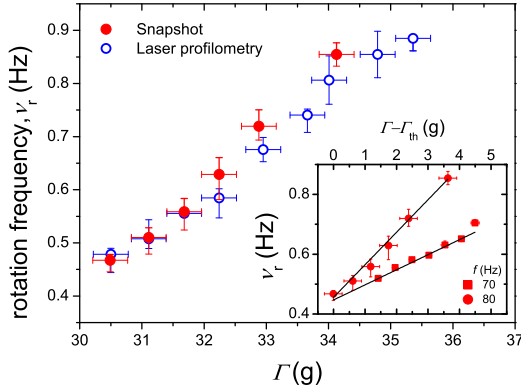 Snapshot
Laser profilometry
rotation frequency, νr (Hz)
0.9
0.8
0.7
0.6
0.5
0.4
30 31 32 33 34 35 36 37
Γ(g)
Γ–Γth (g)
0 1 2 3 4 5
νr (Hz)
0.8
0.6
0.4
f (Hz)
70
80